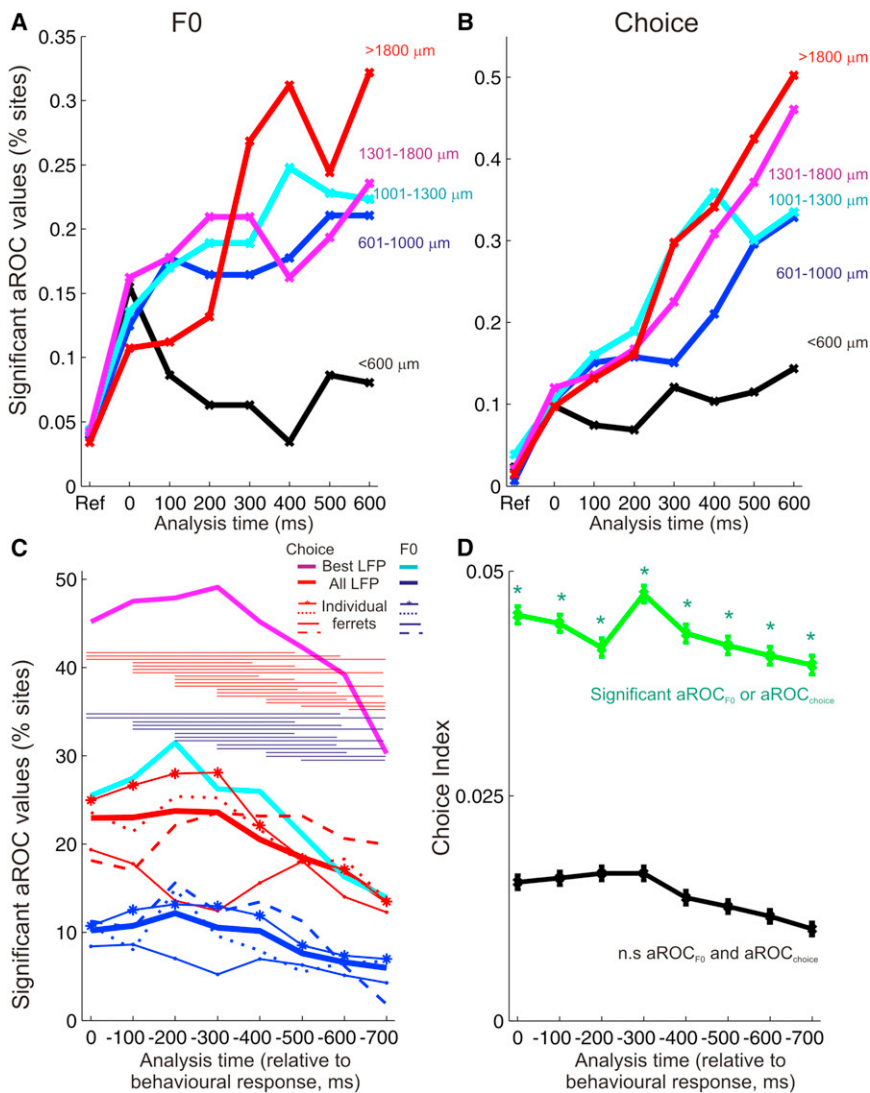 A
F0
0.35
0.3
0.25
0.2
0.15
0.1
0.05
0
Significant aROC values (% sites)
>1800 μm
1301-1800 μm
1001-1300 μm
601-1000 μm
<600 μm
Ref 0 100 200 300 400 500 600
Analysis time (ms)
B
Choice
0.5
0.4
0.3
0.2
0.1
0
>1800 μm
1301-1800 μm
1001-1300 μm
601-1000 μm
<600 μm
Ref 0 100 200 300 400 500 600
Analysis time (ms)
C
Choice F0
Best LFP
All LFP
Individual
ferrets
50
40
30
20
10
0
Significant aROC values (% sites)
0 -100 -200 -300 -400 -500 -600 -700
Analysis time (relative to
behavioural response, ms)
D
0.05
0.025
0
Choice Index
* * * * * * * *
Significant aROCF0 or aROCchoice
n.s aROCF0 and aROCchoice
0 -100 -200 -300 -400 -500 -600 -700
Analysis time (relative to
behavioural response, ms)